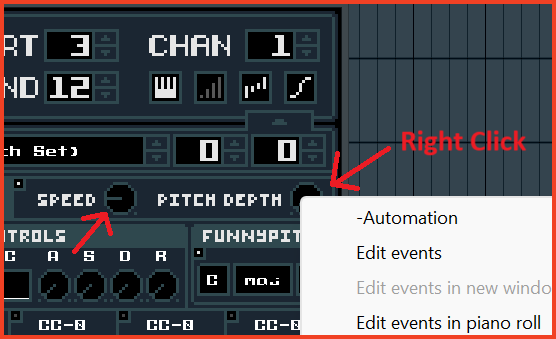 RT 3 CHAN 1
ND 12
ch Set) 0 0
Right Click
SPEED PITCH DEPTH
-Automation
NTROLS FUNNYPIT
Edit events
C A S D R
C maj
Edit events in new windo
CC-0 CC-0 CC-0
Edit events in piano roll